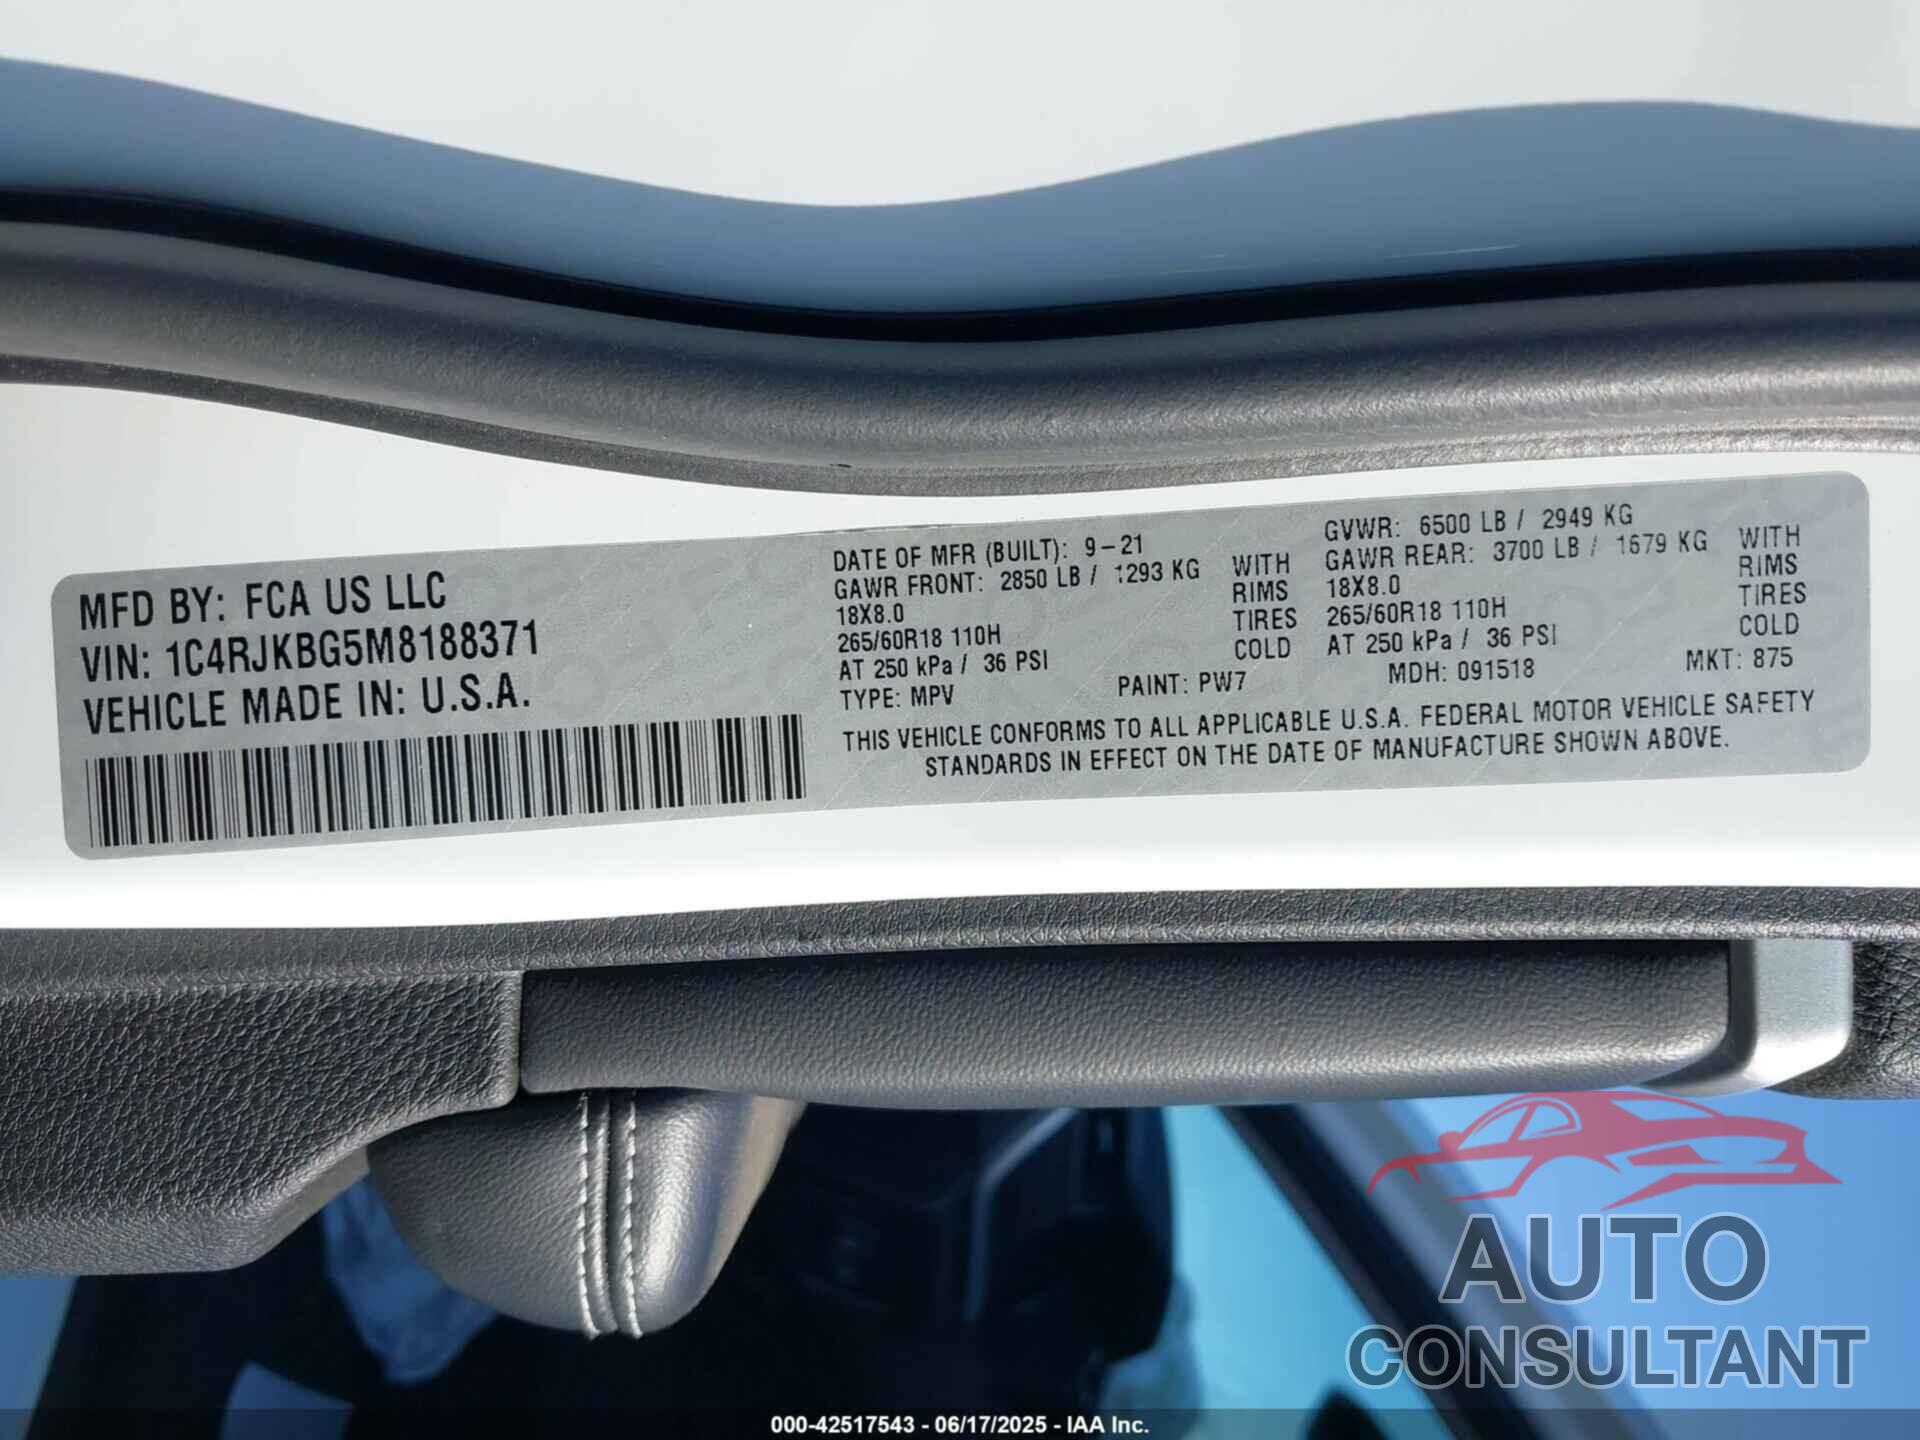 MFD BY: FCA US LLC
VIN: 1C4RJKBG5M8188371
VEHICLE MADE IN: U.S.A.
DATE OF MFR (BUILT): 9-21
GAWR FRONT: 2850 LB / 1293 KG WITH
18X8.0 RIMS
265/60R18 110H TIRES
AT 250 kPa / 36 PSI COLD
GVWR: 6500 LB / 2949 KG
GAWR REAR: 3700 LB / 1679 KG WITH
18X8.0 RIMS
265/60R18 110H TIRES
AT 250 kPa / 36 PSI COLD
TYPE: MPV PAINT: PW7 MDH: 091518 MKT: 875
THIS VEHICLE CONFORMS TO ALL APPLICABLE U.S.A. FEDERAL MOTOR VEHICLE SAFETY
STANDARDS IN EFFECT ON THE DATE OF MANUFACTURE SHOWN ABOVE.
AUTO
CONSULTANT
000-42517543 - 06/17/2025 - IAA Inc.